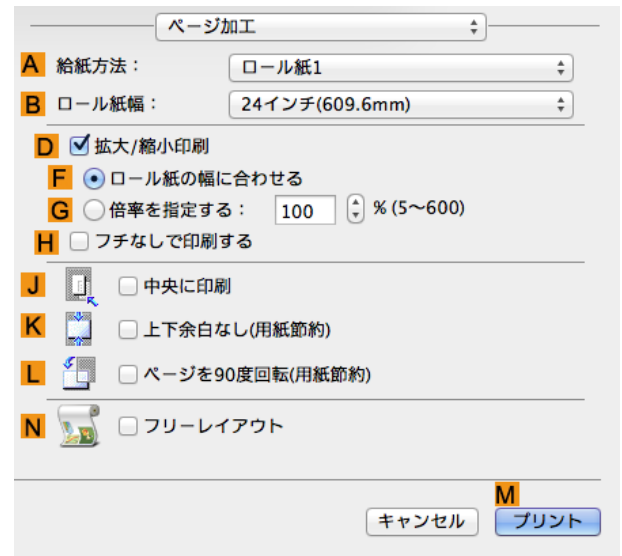 ページ加工
A 給紙方法： ロール紙1
B ロール紙幅： 24インチ(609.6mm)
D 拡大/縮小印刷
F ロール紙の幅に合わせる
G 倍率を指定する： 100 % (5〜600)
H フチなしで印刷する
J 中央に印刷
K 上下余白なし(用紙節約)
L ページを90度回転(用紙節約)
N フリーレイアウト
M
キャンセル プリント